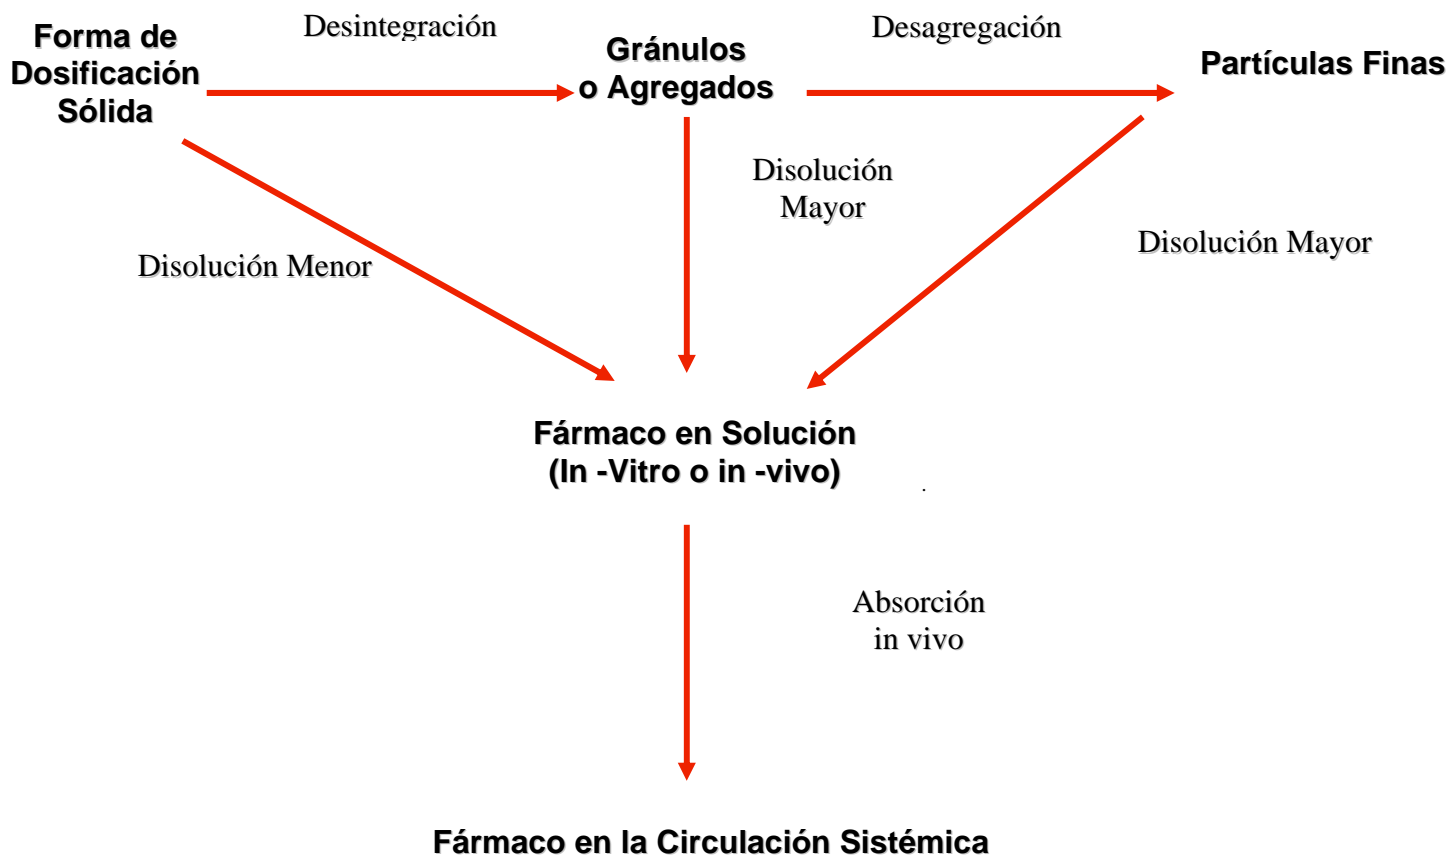 Forma de
Dosificación
Sólida
Desintegración
Gránulos
o Agregados
Desagregación
Partículas Finas
Disolución
Mayor
Disolución Menor
Disolución Mayor
Fármaco en Solución
(In -Vitro o in -vivo)
.
Absorción
in vivo
Fármaco en la Circulación Sistémica